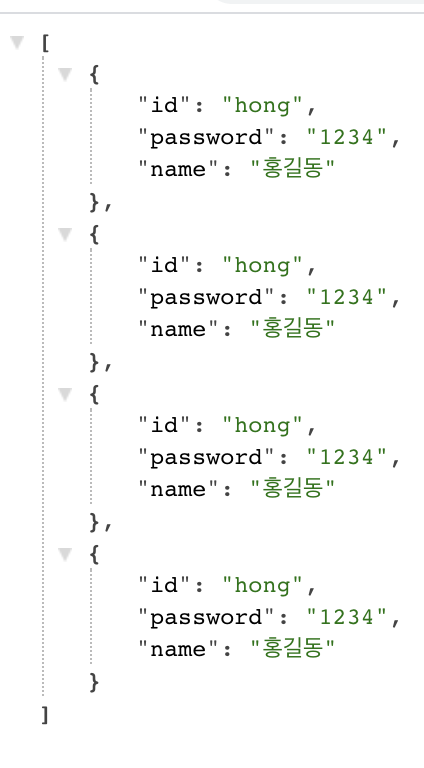 [
{
"id": "hong",
"password": "1234",
"name": "홍길동"
},
{
"id": "hong",
"password": "1234",
"name": "홍길동"
},
{
"id": "hong",
"password": "1234",
"name": "홍길동"
},
{
"id": "hong",
"password": "1234",
"name": "홍길동"
}
]